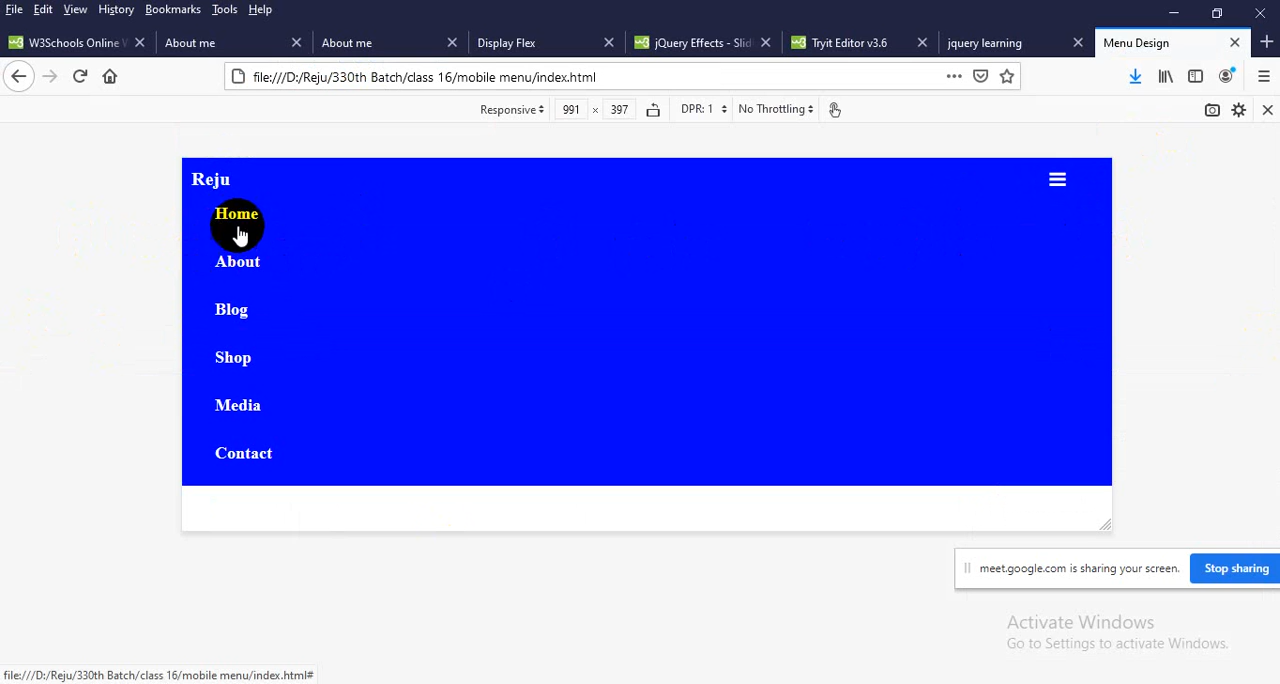 File Edit View History Bookmarks Tools Help
W3Schools Online W
About me
About me
Display Flex
jQuery Effects - Slid
Tryit Editor v3.6
jquery learning
Menu Design
file:///D:/Reju/330th Batch/class 16/mobile menu/index.html
Responsive 991 × 397 DPR: 1 No Throttling
Reju
Home
About
Blog
Shop
Media
Contact
meet.google.com is sharing your screen. Stop sharing
Activate Windows
Go to Settings to activate Windows.
file:///D:/Reju/330th Batch/class 16/mobile menu/index.html#